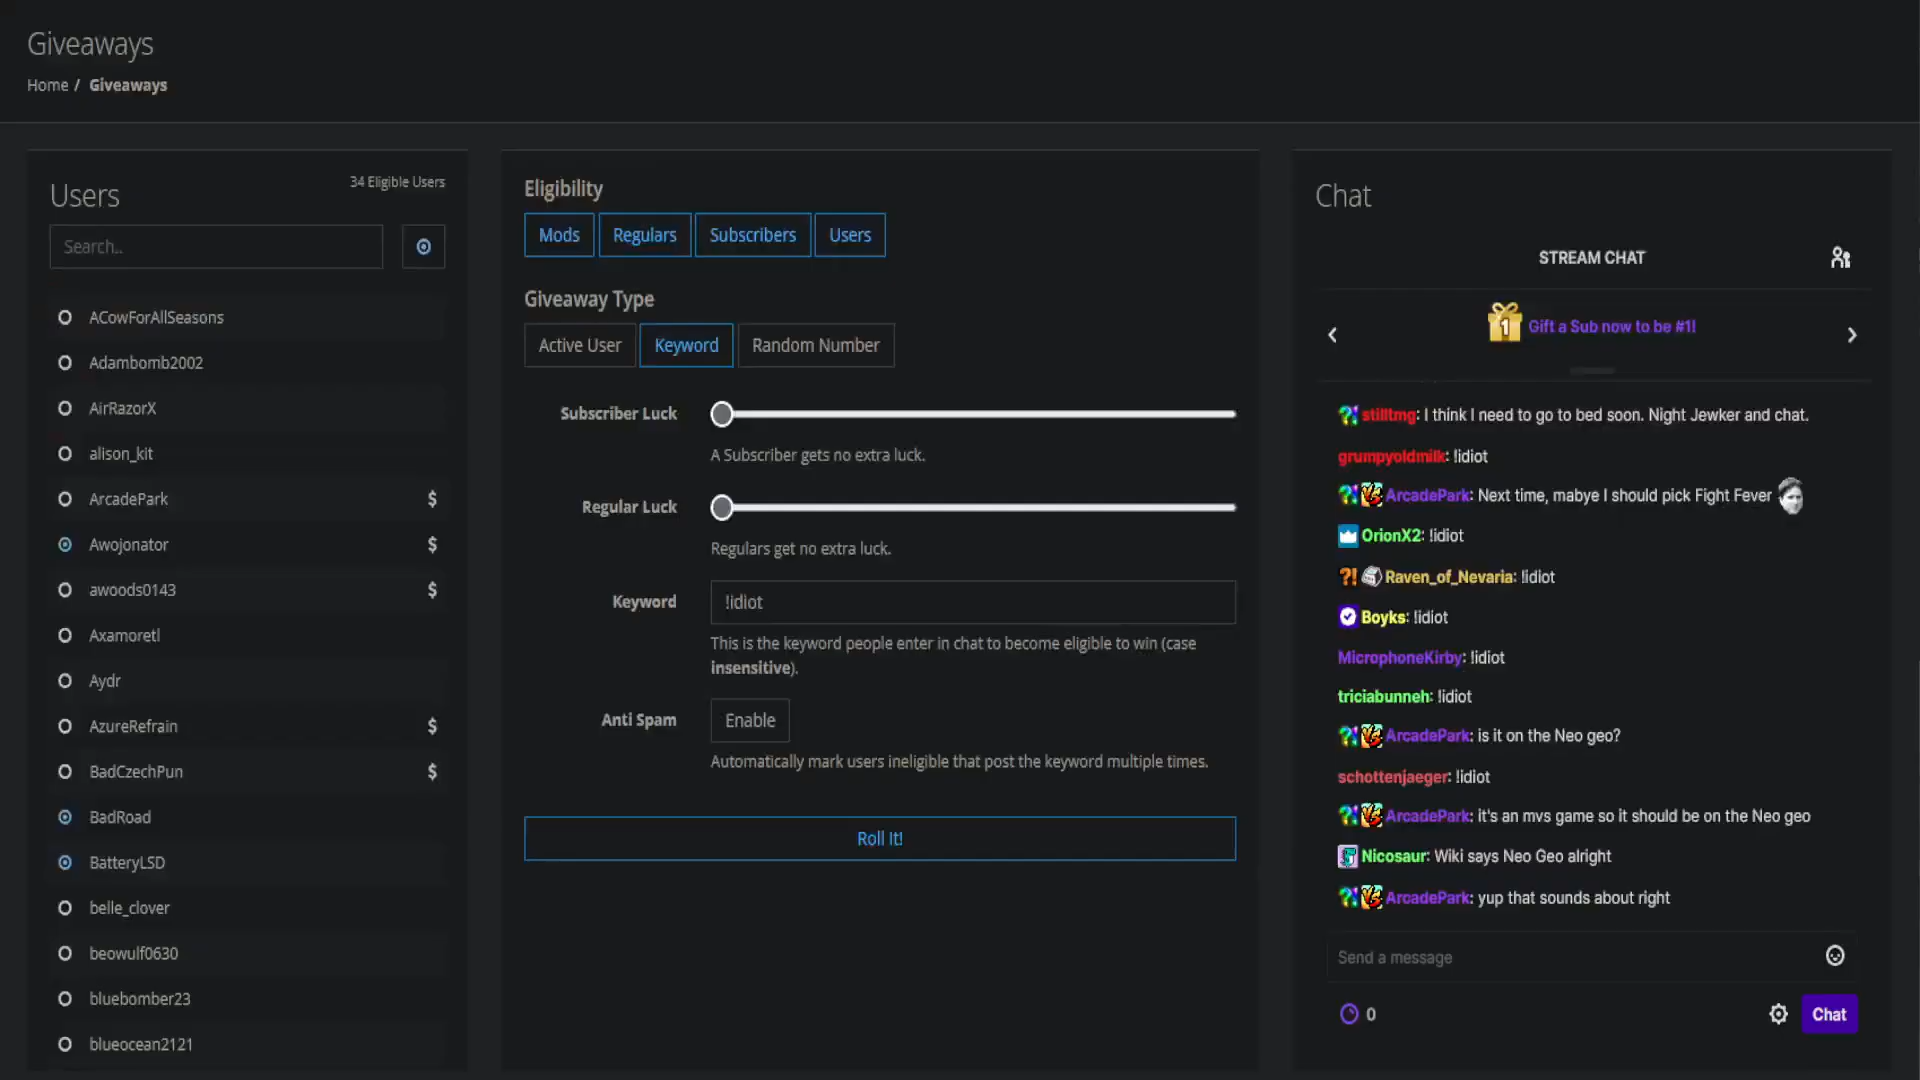 Giveaways
Home / Giveaways
Users
34 Eligible Users
Search..
ACowForAllSeasons
Adambomb2002
AirRazorX
alison_kit
ArcadePark $
Awojonator $
awoods0143 $
Axamoretl
Aydr
AzureRefrain $
BadCzechPun $
BadRoad
BatteryLSD
belle_clover
beowulf0630
bluebomber23
blueocean2121
Eligibility
Mods Regulars Subscribers Users
Giveaway Type
Active User Keyword Random Number
Subscriber Luck
A Subscriber gets no extra luck.
Regular Luck
Regulars get no extra luck.
Keyword !idiot
This is the keyword people enter in chat to become eligible to win (case
insensitive).
Anti Spam Enable
Automatically mark users ineligible that post the keyword multiple times.
Roll It!
Chat
STREAM CHAT
1 Gift a Sub now to be #1!
stilltmg: I think I need to go to bed soon. Night Jewker and chat.
grumpyoldmilk: !idiot
ArcadePark: Next time, mabye I should pick Fight Fever
OrionX2: !idiot
Raven_of_Nevaria: !idiot
Boyks: !idiot
MicrophoneKirby: !idiot
triciabunneh: !idiot
ArcadePark: is it on the Neo geo?
schottenjaeger: !idiot
ArcadePark: it's an mvs game so it should be on the Neo geo
Nicosaur: Wiki says Neo Geo alright
ArcadePark: yup that sounds about right
Send a message
0
Chat